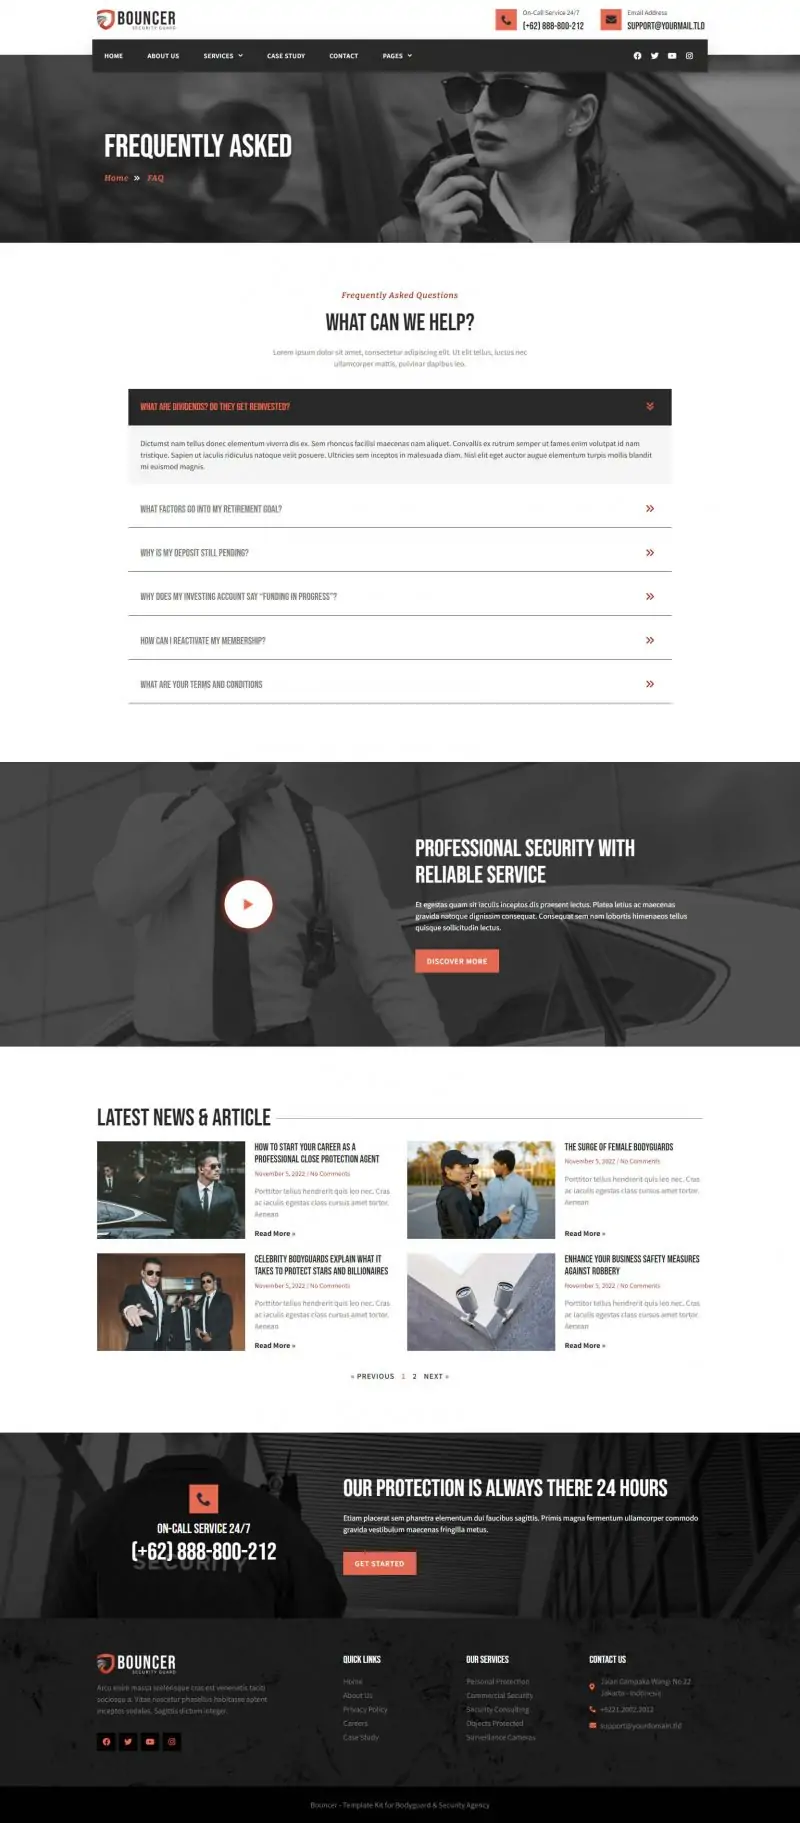 BOUNCER
SECURITY GUARD
On-Call Service 24/7
(+62) 888-800-212
Email Address
SUPPORT@YOURMAIL.TLD
HOME ABOUT US SERVICES CASE STUDY CONTACT PAGES
FREQUENTLY ASKED
Home » FAQ
Frequently Asked Questions
WHAT CAN WE HELP?
Lorem ipsum dolor sit amet, consectetur adipiscing elit. Ut elit tellus, luctus nec
ullamcorper mattis, pulvinar dapibus leo.
WHAT ARE DIVIDENDS? DO THEY GET REINVESTED?
Dictumst nam tellus donec elementum viverra dis ex. Sem rhoncus facilisi maecenas nam aliquet. Convallis ex rutrum semper ut fames enim volutpat id nam
tristique. Sapien ut iaculis ridiculus natoque velit posuere. Ultricies sem inceptos in malesuada diam. Nisl elit eget auctor augue elementum turpis mollis blandit
mi euismod magnis.
WHAT FACTORS GO INTO MY RETIREMENT GOAL?
WHY IS MY DEPOSIT STILL PENDING?
WHY DOES MY INVESTING ACCOUNT SAY “FUNDING IN PROGRESS”?
HOW CAN I REACTIVATE MY MEMBERSHIP?
WHAT ARE YOUR TERMS AND CONDITIONS
PROFESSIONAL SECURITY WITH
RELIABLE SERVICE
Et egestas quam sit iaculis inceptos dis praesent lectus. Platea letius ac maecenas
gravida natoque dignissim consequat. Consequat sem nam lobortis himenaeos tellus
quisque sollicitudin lectus.
DISCOVER MORE
LATEST NEWS & ARTICLE
HOW TO START YOUR CAREER AS A
PROFESSIONAL CLOSE PROTECTION AGENT
November 5, 2022 / No Comments
Porttitor tellus hendrerit quis leo nec. Cras
ac iaculis egestas class cursus amet tortor.
Aenean
Read More »
THE SURGE OF FEMALE BODYGUARDS
November 5, 2022 / No Comments
Porttitor tellus hendrerit quis leo nec. Cras
ac iaculis egestas class cursus amet tortor.
Aenean
Read More »
CELEBRITY BODYGUARDS EXPLAIN WHAT IT
TAKES TO PROTECT STARS AND BILLIONAIRES
November 5, 2022 / No Comments
Porttitor tellus hendrerit quis leo nec. Cras
ac iaculis egestas class cursus amet tortor.
Aenean
Read More »
ENHANCE YOUR BUSINESS SAFETY MEASURES
AGAINST ROBBERY
November 5, 2022 / No Comments
Porttitor tellus hendrerit quis leo nec. Cras
ac iaculis egestas class cursus amet tortor.
Aenean
Read More »
« PREVIOUS 1 2 NEXT »
ON-CALL SERVICE 24/7
(+62) 888-800-212
SECURITY
OUR PROTECTION IS ALWAYS THERE 24 HOURS
Etiam placerat sem pharetra elementum dui faucibus sagittis. Primis magna fermentum ullamcorper commodo
gravida vestibulum maecenas fringilla metus.
GET STARTED
BOUNCER
SECURITY GUARD
Arcu enim massa scelerisque cras est venenatis taciti
sociosqu a. Vitae nascetur phasellus habitasse aptent
inceptos sodales. Sagittis dictum integer.
QUICK LINKS
Home
About Us
Privacy Policy
Careers
Case Study
OUR SERVICES
Personal Protection
Commercial Security
Security Consulting
Objects Protected
Surveillance Cameras
CONTACT US
Jalan Cempaka Wangi No 22
Jakarta - Indonesia
+6221.2002.2012
support@yourdomain.tld
Bouncer - Template Kit for Bodyguard & Security Agency